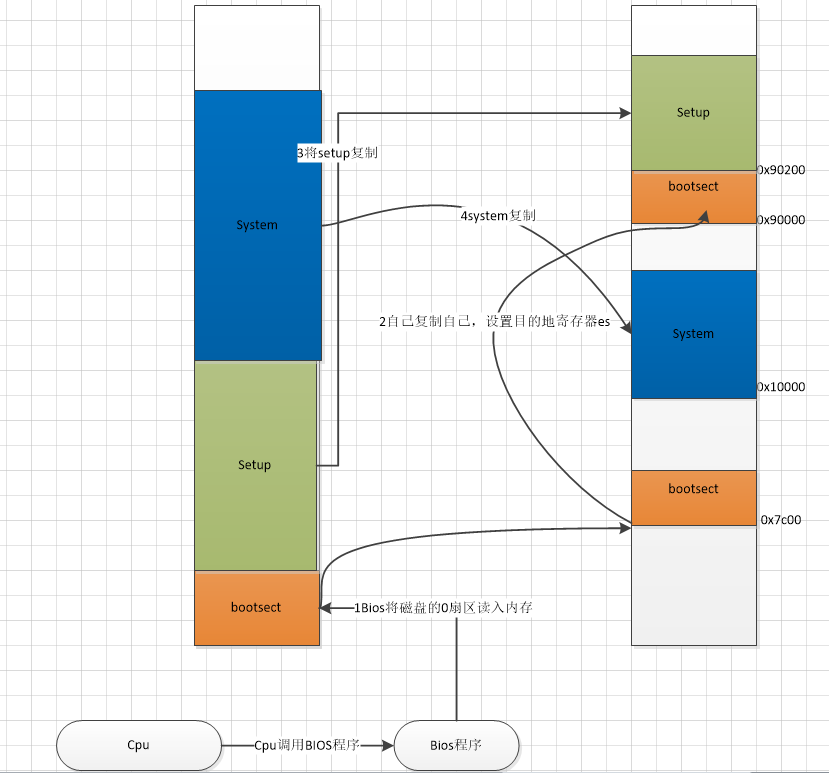 Setup
3将setup复制
0x90200
bootsect
4system复制
0x90000
System
2自己复制自己，设置目的地寄存器es
System
0x10000
Setup
bootsect
0x7c00
bootsect
1Bios将磁盘的0扇区读入内存
Cpu
Cpu调用BIOS程序
Bios程序